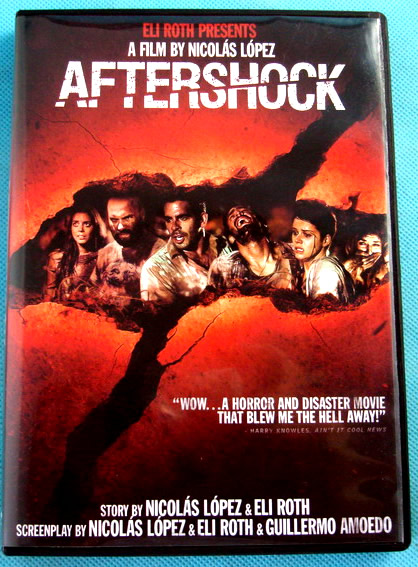 ELI ROTH PRESENTS
A FILM BY NICOLÁS LÓPEZ
AFTERSHOCK
"WOW...A HORROR AND DISASTER MOVIE
THAT BLEW ME THE HELL AWAY!"
- HARRY KNOWLES, AIN'T IT COOL NEWS
STORY BY NICOLÁS LÓPEZ & ELI ROTH
SCREENPLAY BY NICOLÁS LÓPEZ & ELI ROTH & GUILLERMO AMOEDO